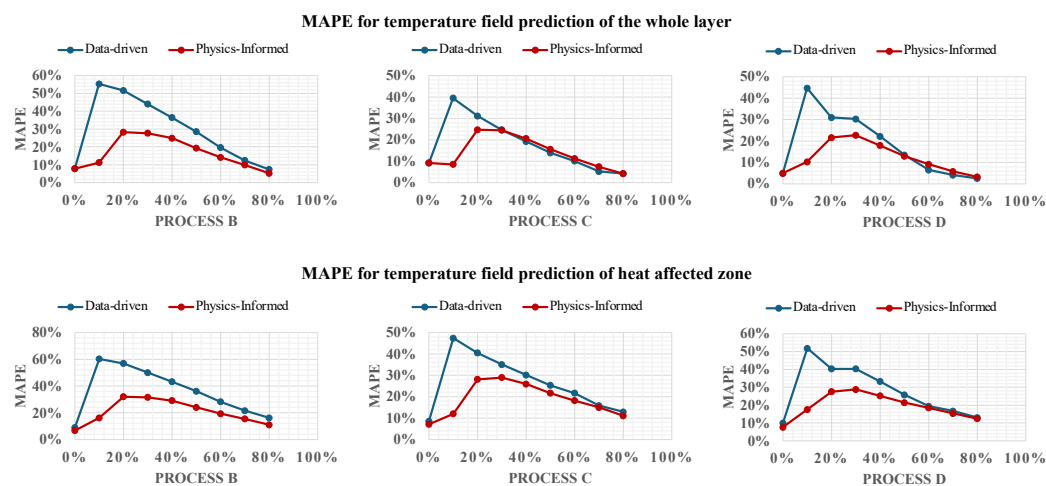 MAPE for temperature field prediction of the whole layer
Data-driven Physics-Informed
60%
50%
40%
30%
20%
10%
0%
MAPE
0% 20% 40% 60% 80% 100%
PROCESS B
Data-driven Physics-Informed
50%
40%
30%
20%
10%
0%
MAPE
0% 20% 40% 60% 80% 100%
PROCESS C
Data-driven Physics-Informed
50%
40%
30%
20%
10%
0%
MAPE
0% 20% 40% 60% 80% 100%
PROCESS D
MAPE for temperature field prediction of heat affected zone
Data-driven Physics-Informed
80%
60%
40%
20%
0%
MAPE
0% 20% 40% 60% 80% 100%
PROCESS B
Data-driven Physics-Informed
50%
40%
30%
20%
10%
0%
MAPE
0% 20% 40% 60% 80% 100%
PROCESS C
Data-driven Physics-Informed
60%
50%
40%
30%
20%
10%
0%
MAPE
0% 20% 40% 60% 80% 100%
PROCESS D